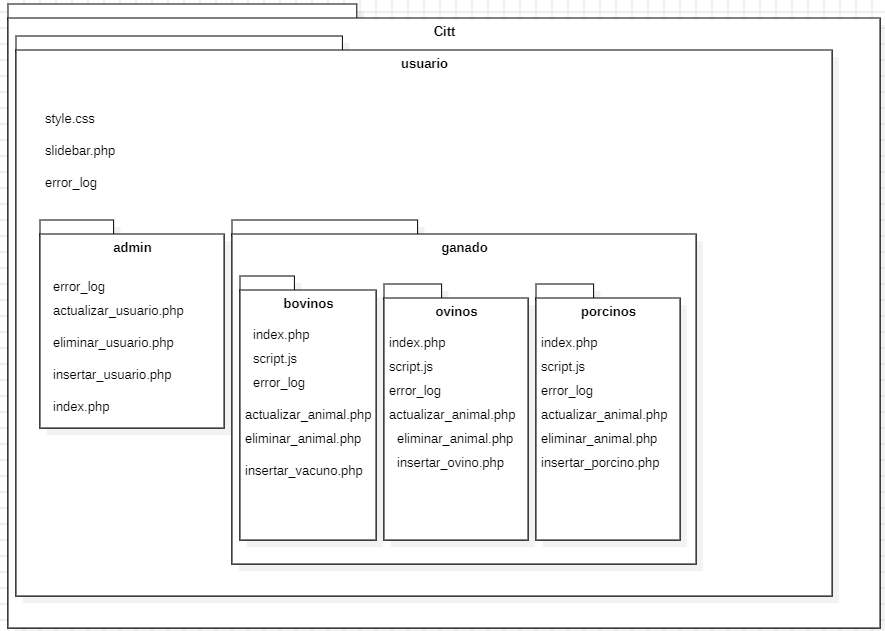 Citt
usuario
style.css
slidebar.php
error_log
admin
error_log
actualizar_usuario.php
eliminar_usuario.php
insertar_usuario.php
index.php
ganado
bovinos
index.php
script.js
error_log
actualizar_animal.php
eliminar_animal.php
insertar_vacuno.php
ovinos
index.php
script.js
error_log
actualizar_animal.php
eliminar_animal.php
insertar_ovino.php
porcinos
index.php
script.js
error_log
actualizar_animal.php
eliminar_animal.php
insertar_porcino.php